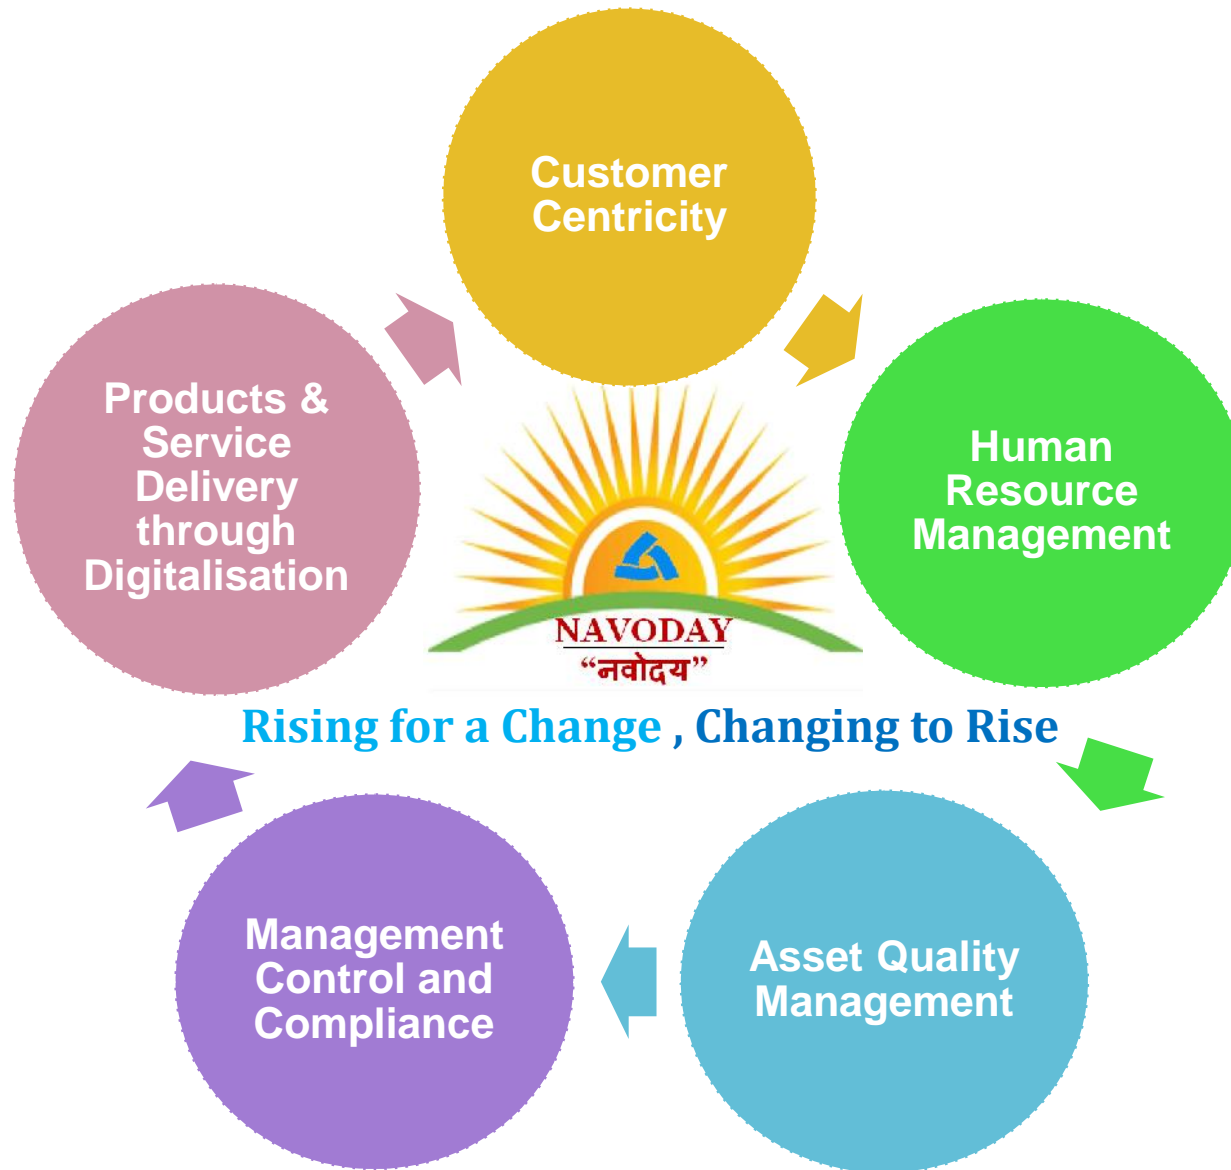 Customer
Centricity
Products &
Service
Delivery
through
Digitalisation
Human
Resource
Management
NAVODAY
“नवोदय”
Rising for a Change , Changing to Rise
Management
Control and
Compliance
Asset Quality
Management